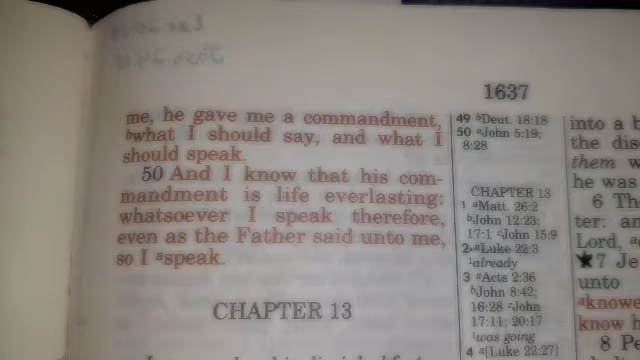 1637
me, he gave me a commandment,
bwhat I should say, and what I
should speak.
50 And I know that his com-
mandment is life everlasting:
whatsoever I speak therefore,
even as the Father said unto me,
so I aspeak.
CHAPTER 13
49 bDeut. 18:18
50 aJohn 5:19;
8:28
CHAPTER 13
1 aMatt. 26:2
bJohn 12:23;
17:1 cJohn 15:9
2 aLuke 22:3
1already
3 aActs 2:36
bJohn 8:42;
16:28 cJohn
17:11; 20:17
1was going
4 a[Luke 22:27]
into a b
the dis
them w
he was
6 Th
ter: an
Lord, a
★7 Je
unto
aknowe
know h
8 Pe